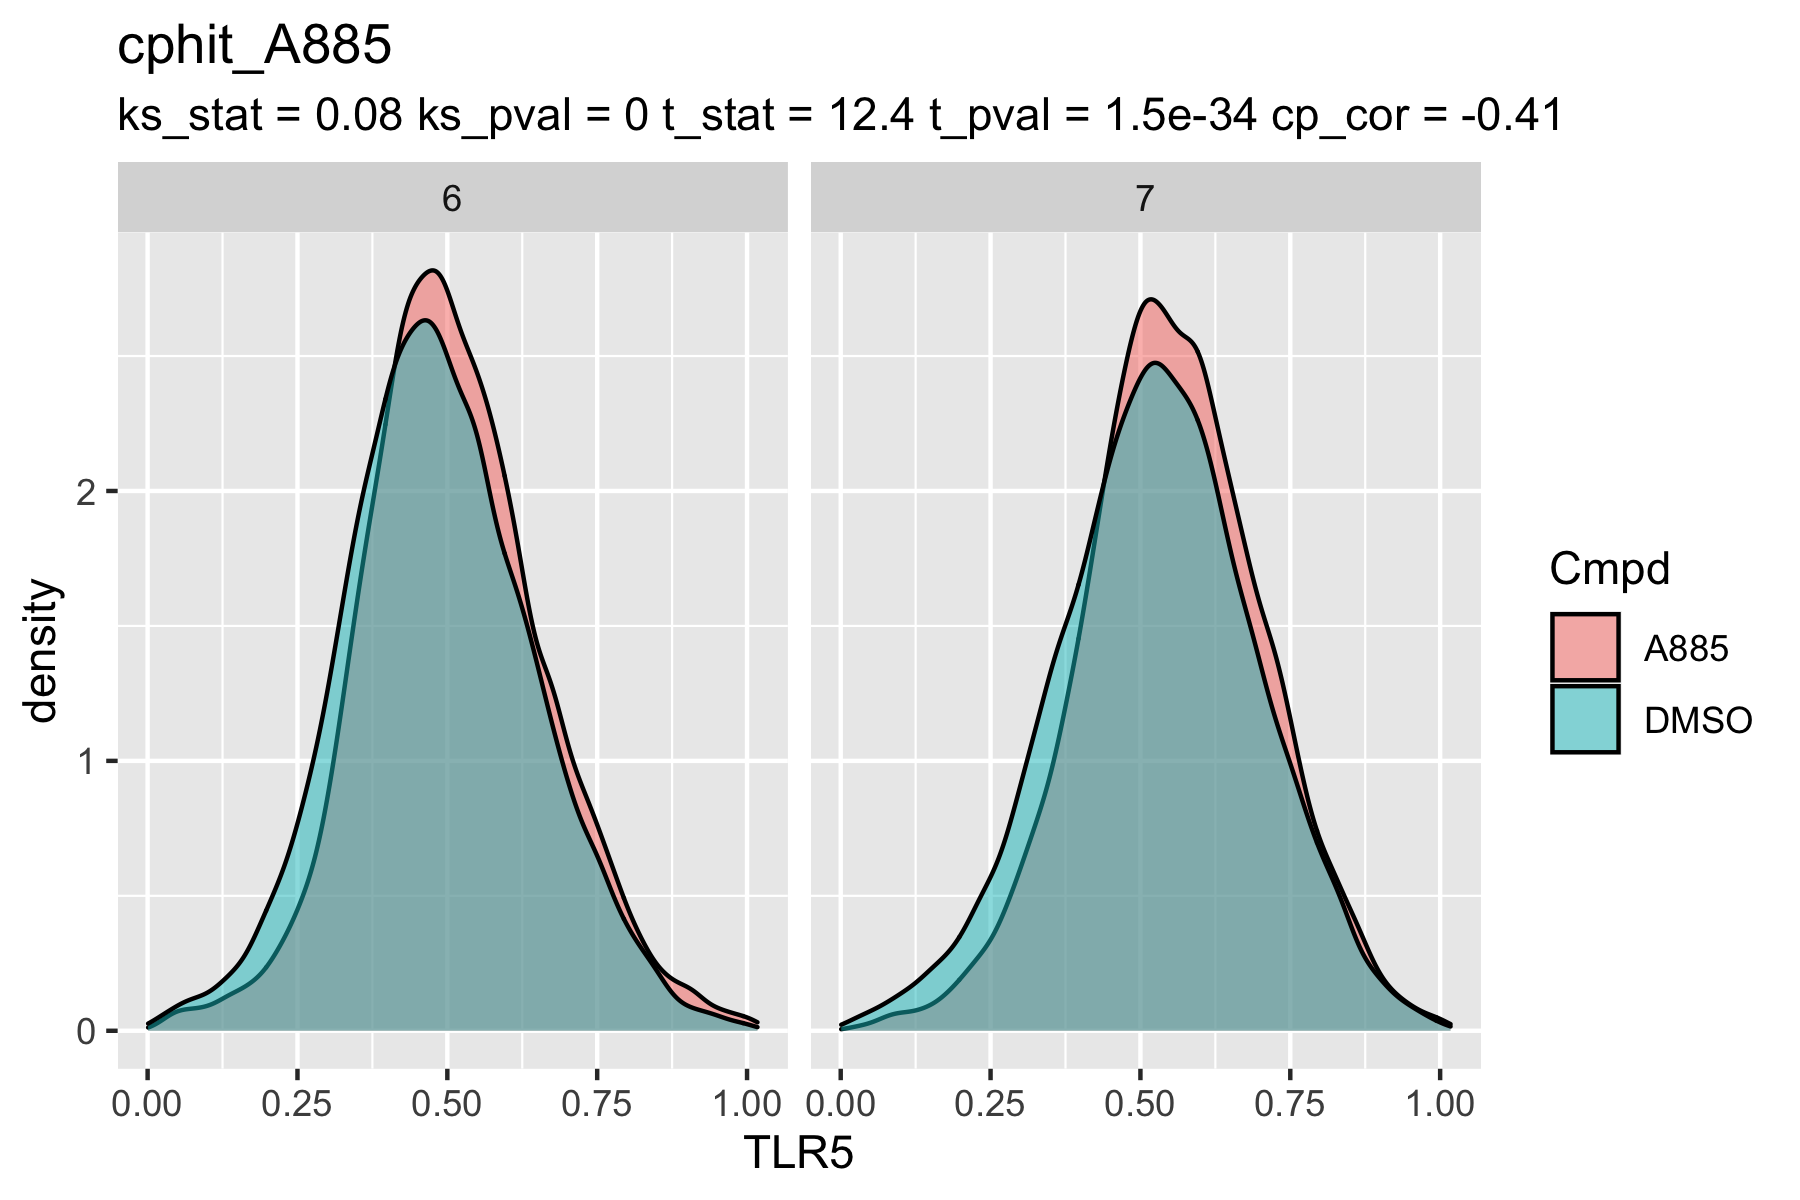 cphit_A885
ks_stat = 0.08 ks_pval = 0 t_stat = 12.4 t_pval = 1.5e-34 cp_cor = -0.41
6 7
density
2
1
0
0.00 0.25 0.50 0.75 1.00 0.00 0.25 0.50 0.75 1.00
TLR5
Cmpd
A885
DMSO